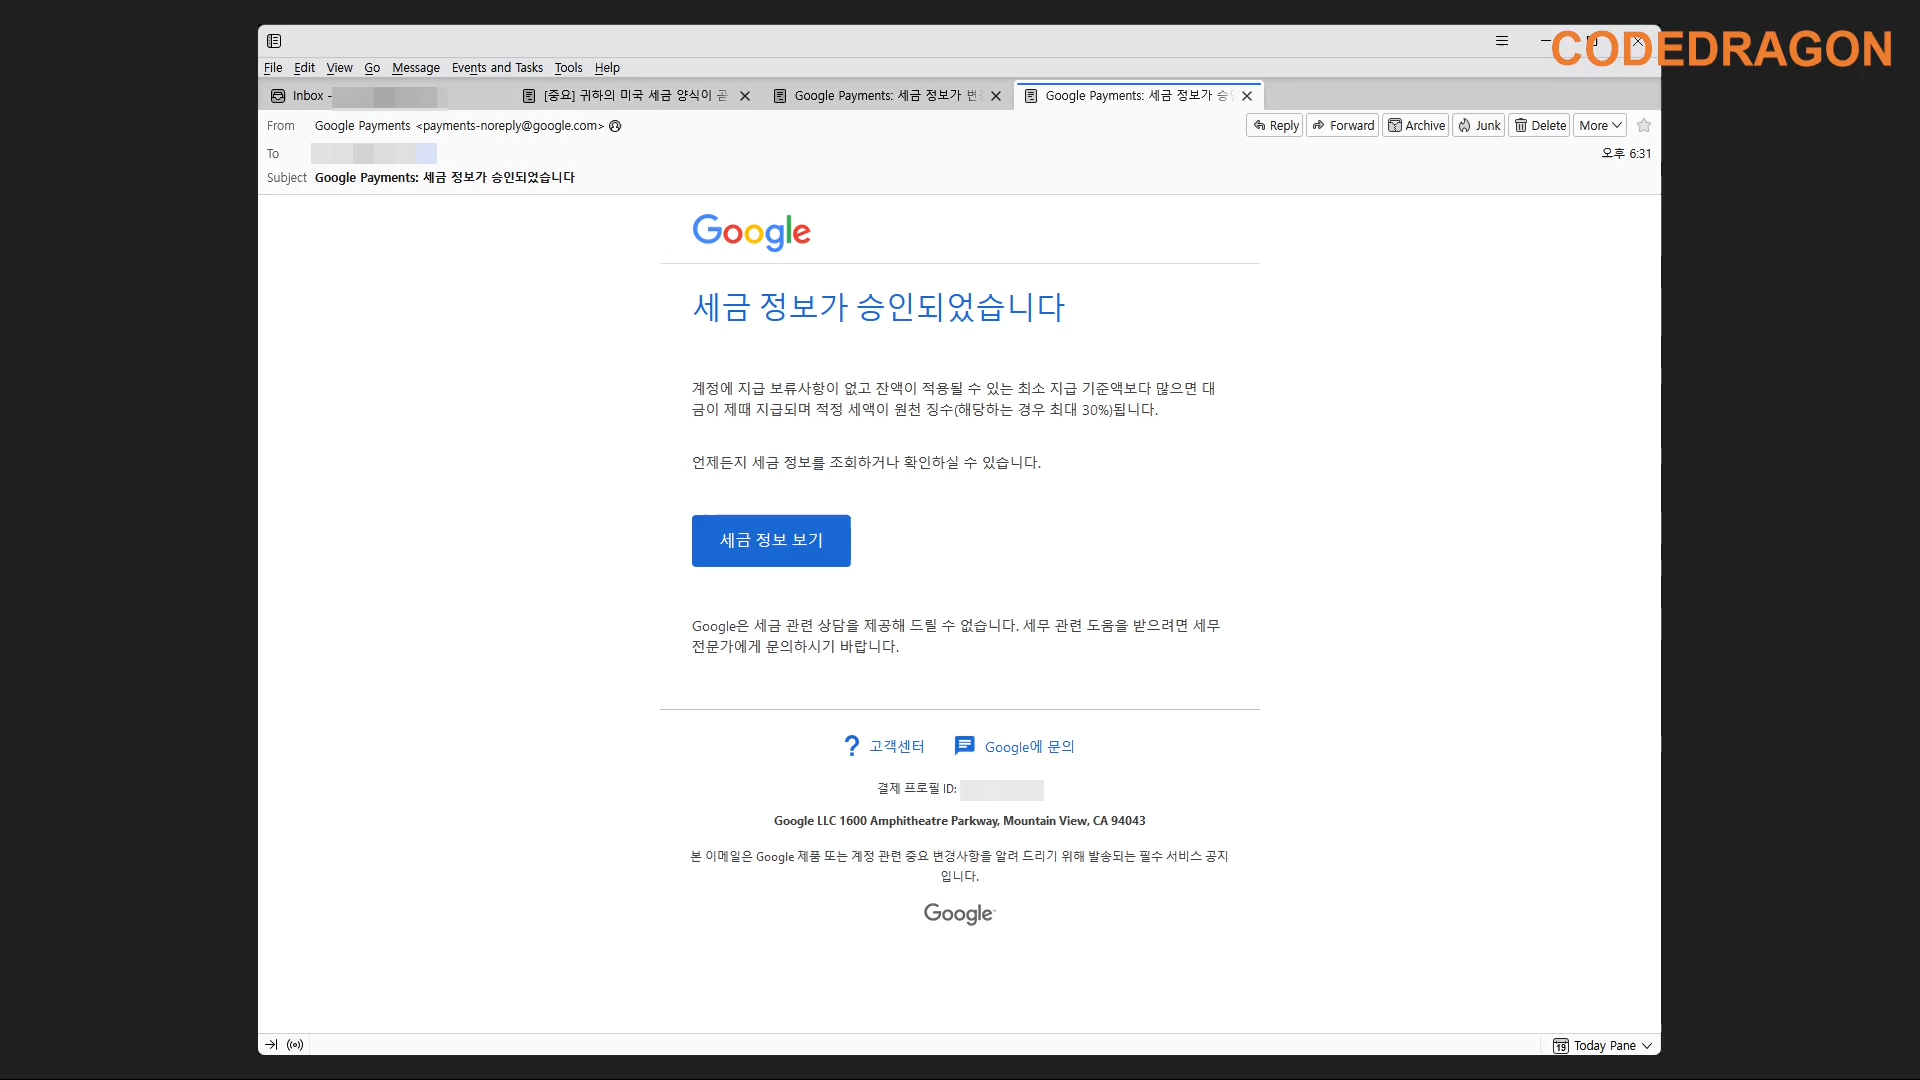 CODEDRAGON
File Edit View Go Message Events and Tasks Tools Help
Inbox -
[중요] 귀하의 미국 세금 양식이 곧
Google Payments: 세금 정보가 변
Google Payments: 세금 정보가 승
From Google Payments <payments-noreply@google.com>
Reply Forward Archive Junk Delete More
To
오후 6:31
Subject Google Payments: 세금 정보가 승인되었습니다
Google
세금 정보가 승인되었습니다
계정에 지급 보류사항이 없고 잔액이 적용될 수 있는 최소 지급 기준액보다 많으면 대
금이 제때 지급되며 적정 세액이 원천 징수(해당하는 경우 최대 30%)됩니다.
언제든지 세금 정보를 조회하거나 확인하실 수 있습니다.
세금 정보 보기
Google은 세금 관련 상담을 제공해 드릴 수 없습니다. 세무 관련 도움을 받으려면 세무
전문가에게 문의하시기 바랍니다.
고객센터 Google에 문의
결제 프로필 ID:
Google LLC 1600 Amphitheatre Parkway, Mountain View, CA 94043
본 이메일은 Google 제품 또는 계정 관련 중요 변경사항을 알려 드리기 위해 발송되는 필수 서비스 공지
입니다.
Google
19 Today Pane